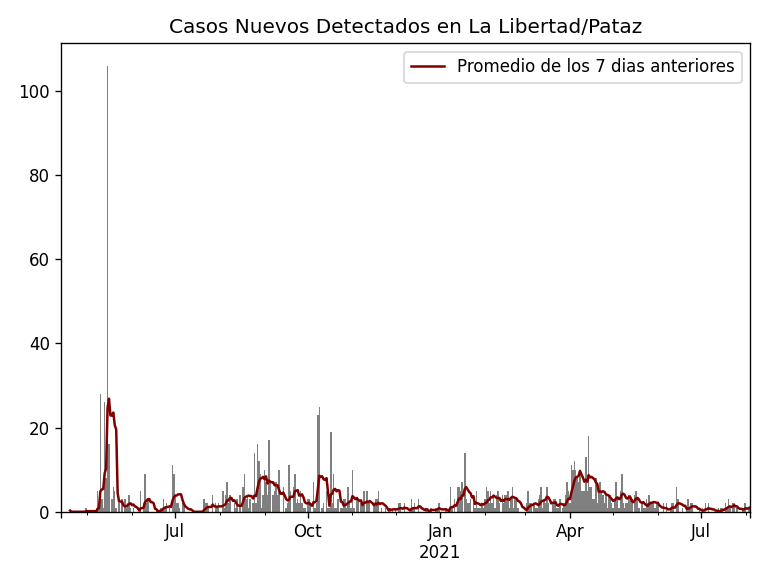 Casos Nuevos Detectados en La Libertad/Pataz
Promedio de los 7 dias anteriores
100
80
60
40
20
0
Jul
Oct
Jan
2021
Apr
Jul